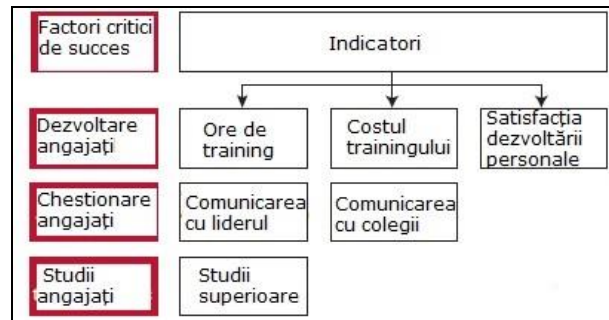 Factori critici
de succes
Indicatori
Dezvoltare
angajați
Ore de
training
Costul
trainingului
Satisfacția
dezvoltării
personale
Chestionare
angajați
Comunicarea
cu liderul
Comunicarea
cu colegii
Studii
angajați
Studii
superioare